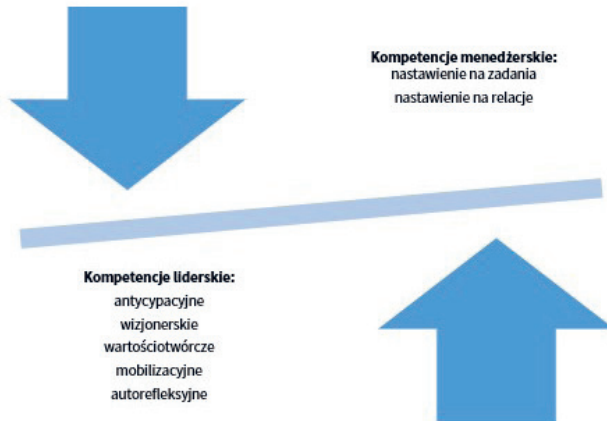 Kompetencje menedżerskie:
nastawienie na zadania
nastawienie na relacje
Kompetencje liderskie:
antycypacyjne
wizjonerskie
wartościotwórcze
mobilizacyjne
autorefleksyjne